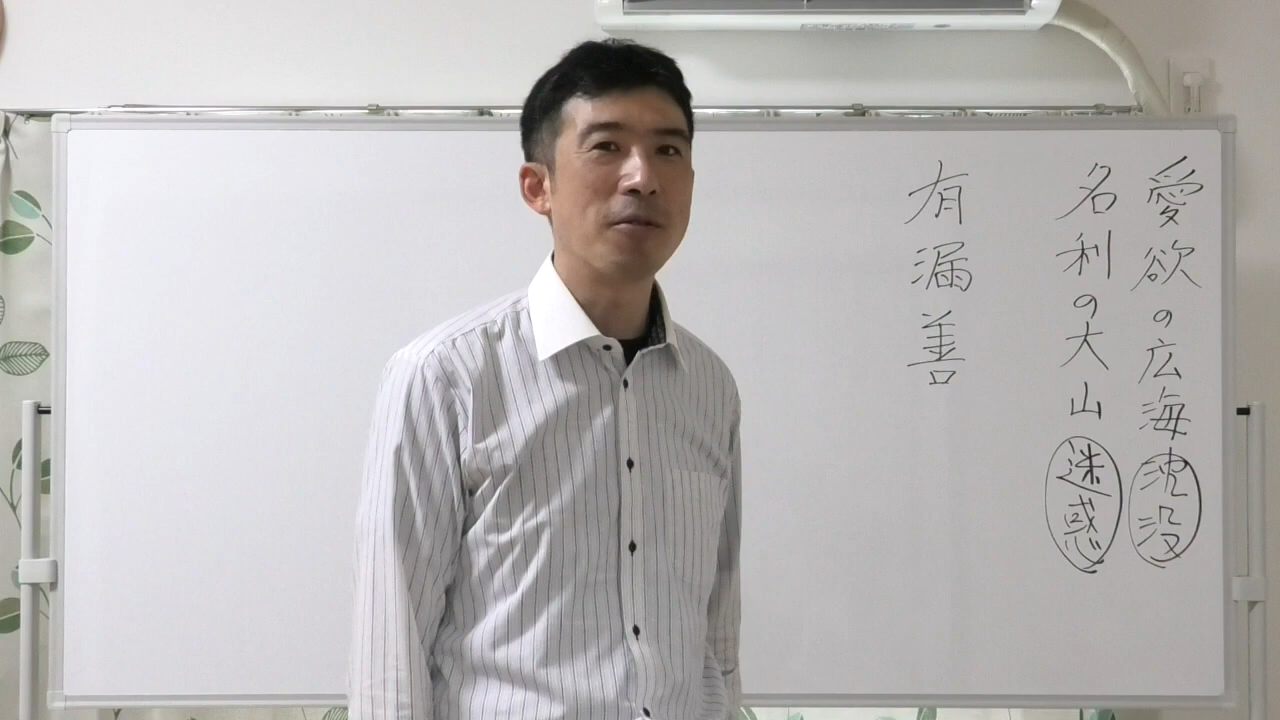 愛欲の広海沈没
名利の大山迷惑
有漏善